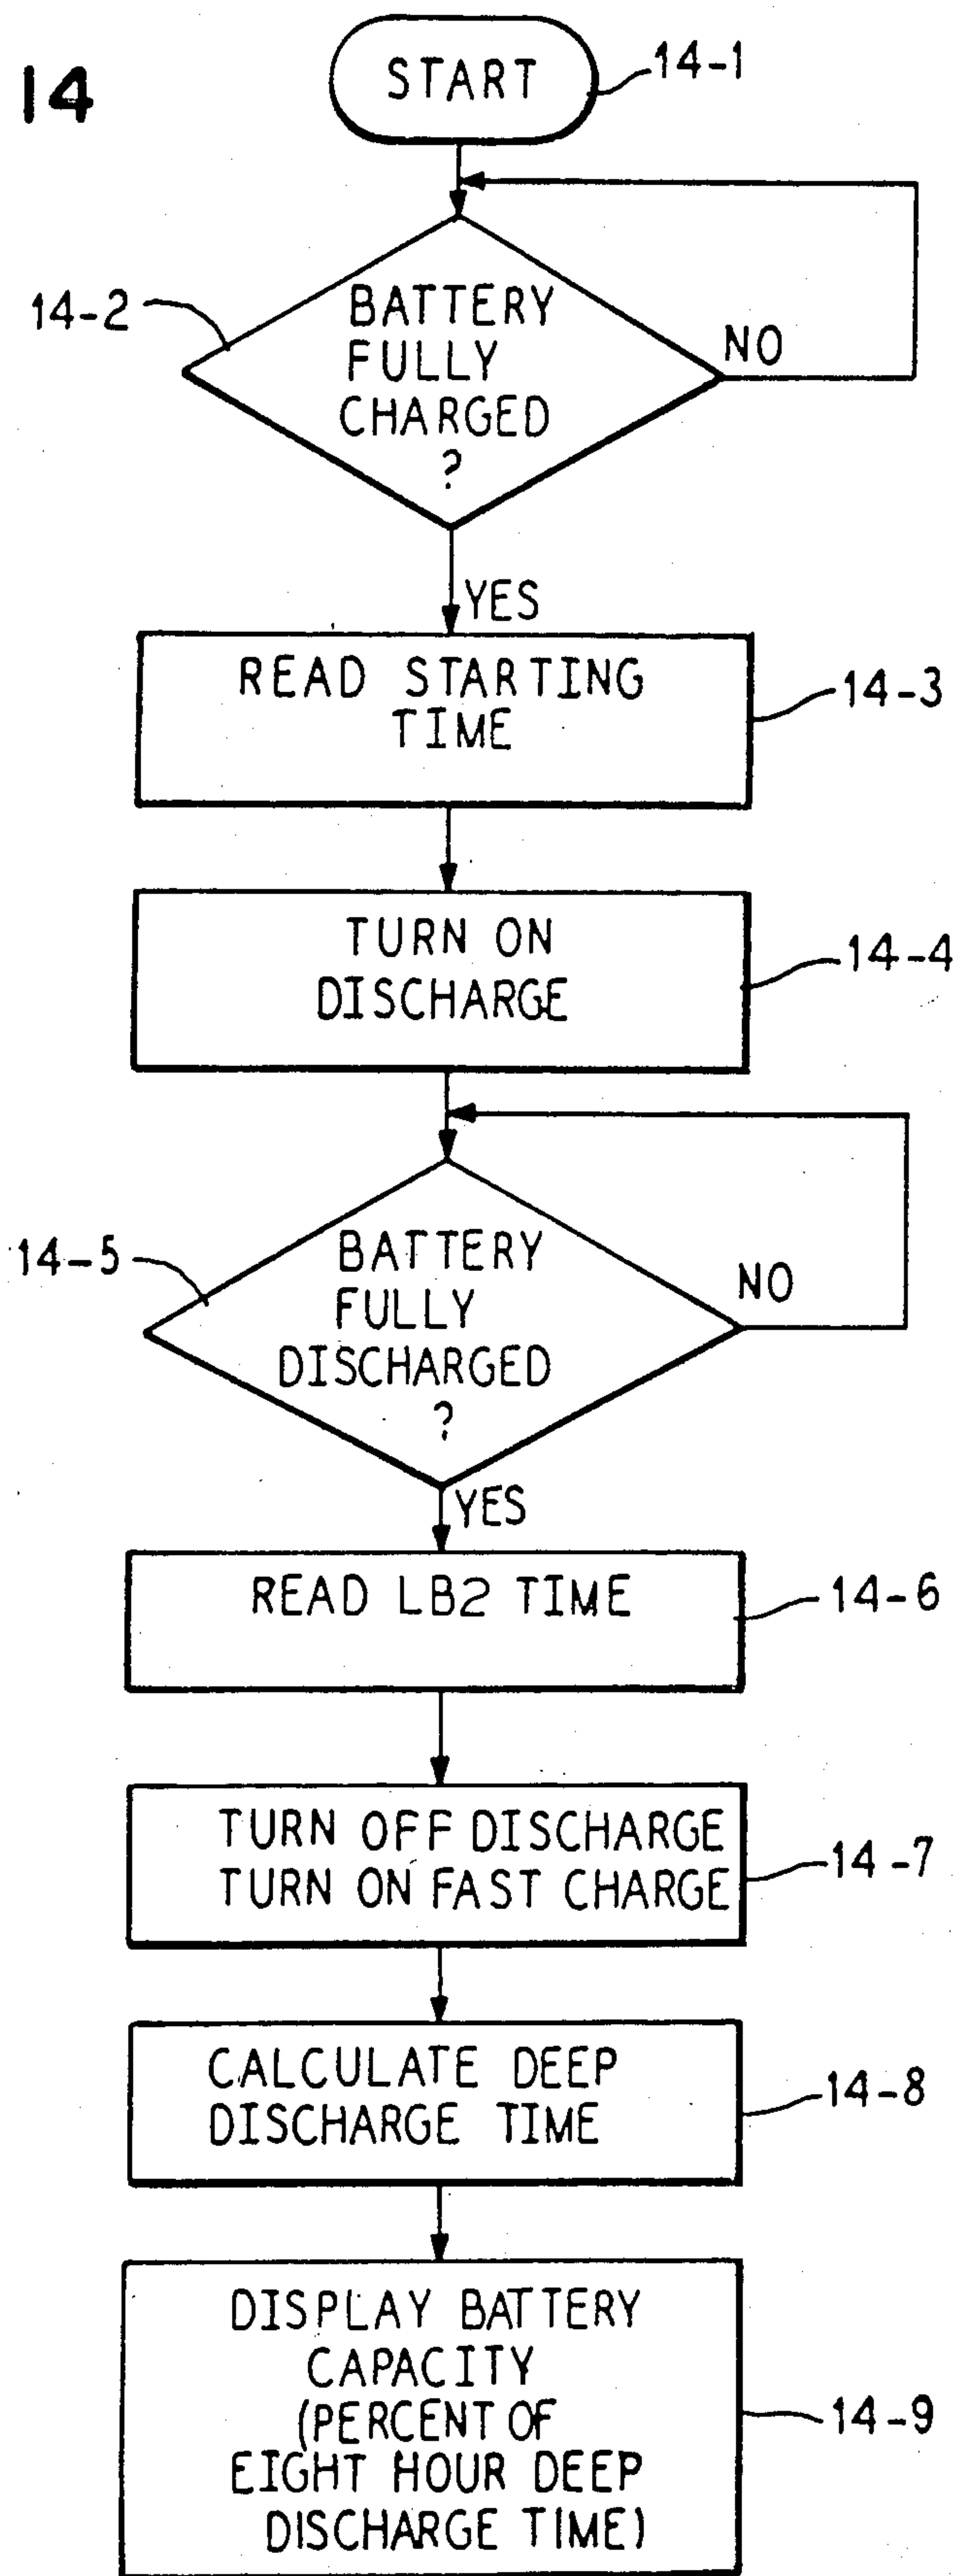 14
START
14-1
14-2
BATTERY
FULLY
CHARGED
?
NO
YES
READ STARTING
TIME
14-3
TURN ON
DISCHARGE
14-4
14-5
BATTERY
FULLY
DISCHARGED
?
NO
YES
READ LB2 TIME
14-6
TURN OFF DISCHARGE
TURN ON FAST CHARGE
14-7
CALCULATE DEEP
DISCHARGE TIME
14-8
DISPLAY BATTERY
CAPACITY
(PERCENT OF
EIGHT HOUR DEEP
DISCHARGE TIME)
14-9